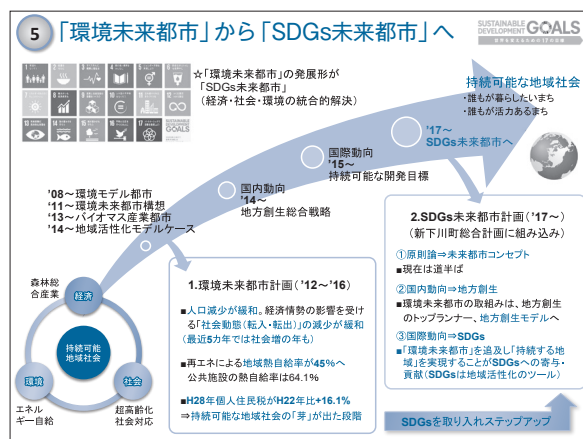 5 「環境未来都市」から「SDGs未来都市」へ
SUSTAINABLE
DEVELOPMENT GOALS
☆「環境未来都市」の発展形が
「SDGs未来都市」
(経済・社会・環境の統合的解決)
SUSTAINABLE
DEVELOPMENT
GOALS
持続可能な地域社会
・誰もが暮らしたいまち
・誰もが活力あるまち
'17~
SDGs未来都市へ
国際動向
'15~
持続可能な開発目標
国内動向
'14~
地方創生総合戦略
'08~環境モデル都市
'11~環境未来都市構想
'13~バイオマス産業都市
'14~地域活性化モデルケース
森林総
合産業
経済
持続可能
地域社会
環境
社会
エネル
ギー自給
超高齢化
社会対応
1.環境未来都市計画('12~'16)
■人口減少が緩和。経済情勢の影響を受け
る「社会動態(転入・転出)」の減少が緩和
(最近5カ年では社会増の年も)
■再エネによる地域熱自給率が45%へ
公共施設の熱自給率は64.1%
■H28年個人住民税がH22年比+16.1%
⇒持続可能な地域社会の「芽」が出た段階
2.SDGs未来都市計画('17~)
(新下川町総合計画に組み込み)
①原則論⇒未来都市コンセプト
■現在は道半ば
②国内動向⇒地方創生
■環境未来都市の取組みは、地方創生
のトップランナー、地方創生モデルへ
③国際動向⇒SDGs
■「環境未来都市」を追及し「持続する地
域」を実現することがSDGsへの寄与・
貢献(SDGsは地域活性化のツール)
SDGsを取り入れステップアップ